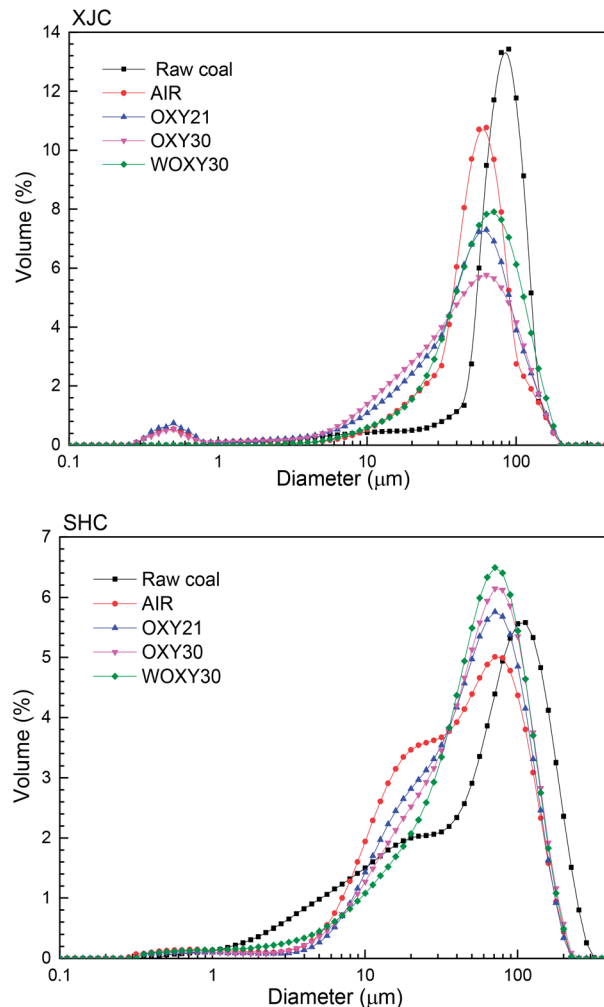 XJC
14
12
10
8
6
4
2
0
Volume (%)
Raw coal
AIR
OXY21
OXY30
WOXY30
0.1 1 10 100
Diameter (μm)
SHC
7
6
5
4
3
2
1
0
Volume (%)
Raw coal
AIR
OXY21
OXY30
WOXY30
0.1 1 10 100
Diameter (μm)